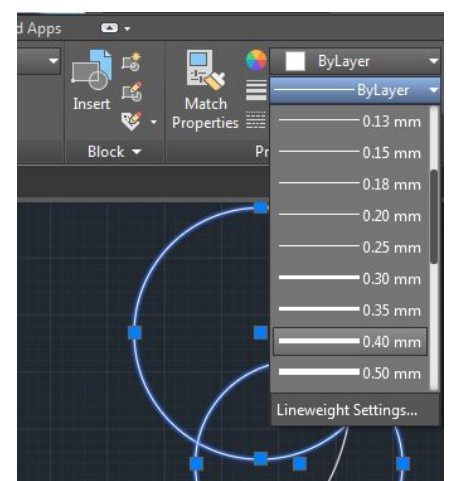 d Apps
ByLayer
Insert
Match
Properties
ByLayer
0.13 mm
Block
Pr
0.15 mm
0.18 mm
0.20 mm
0.25 mm
0.30 mm
0.35 mm
0.40 mm
0.50 mm
Lineweight Settings...